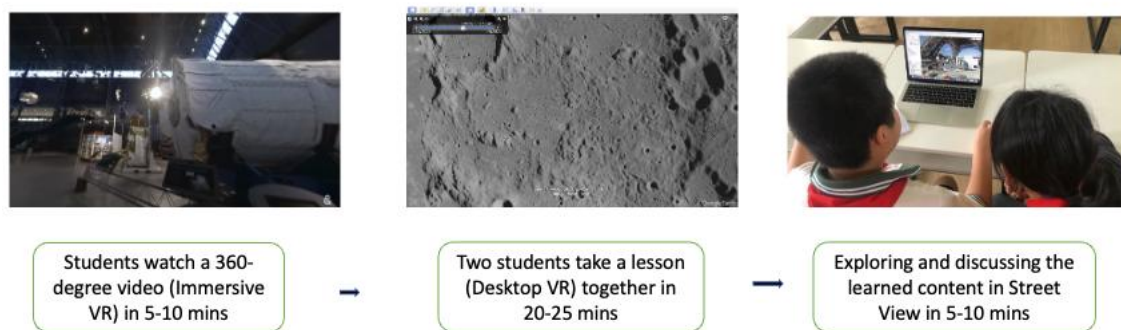 Students watch a 360-
degree video (Immersive
VR) in 5-10 mins
Two students take a lesson
(Desktop VR) together in
20-25 mins
Exploring and discussing the
learned content in Street
View in 5-10 mins